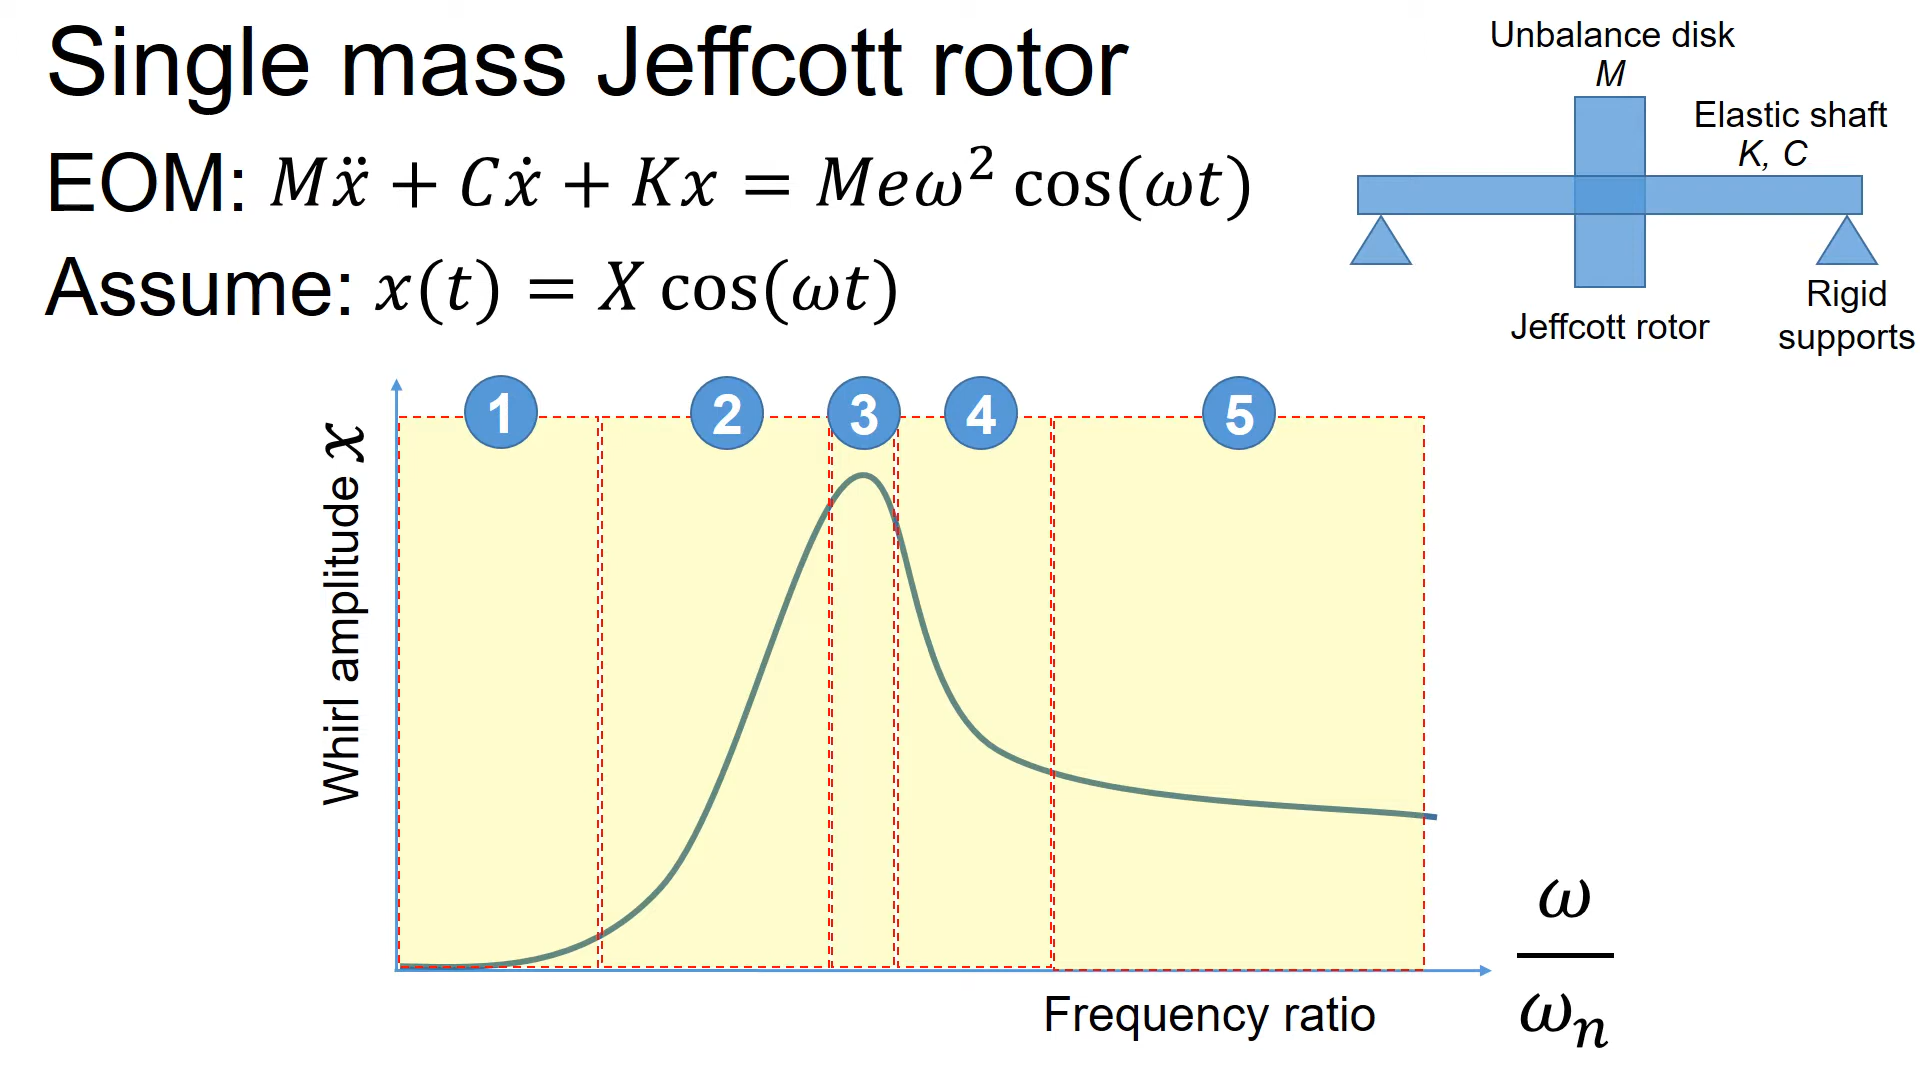 Single mass Jeffcott rotor
EOM: Mẍ + Cẋ + Kx = Meω² cos(ωt)
Assume: x(t) = X cos(ωt)
Unbalance disk
M
Elastic shaft
K, C
Rigid
supports
Jeffcott rotor
1 2 3 4 5
Whirl amplitude x
Frequency ratio
ω
ωₙ